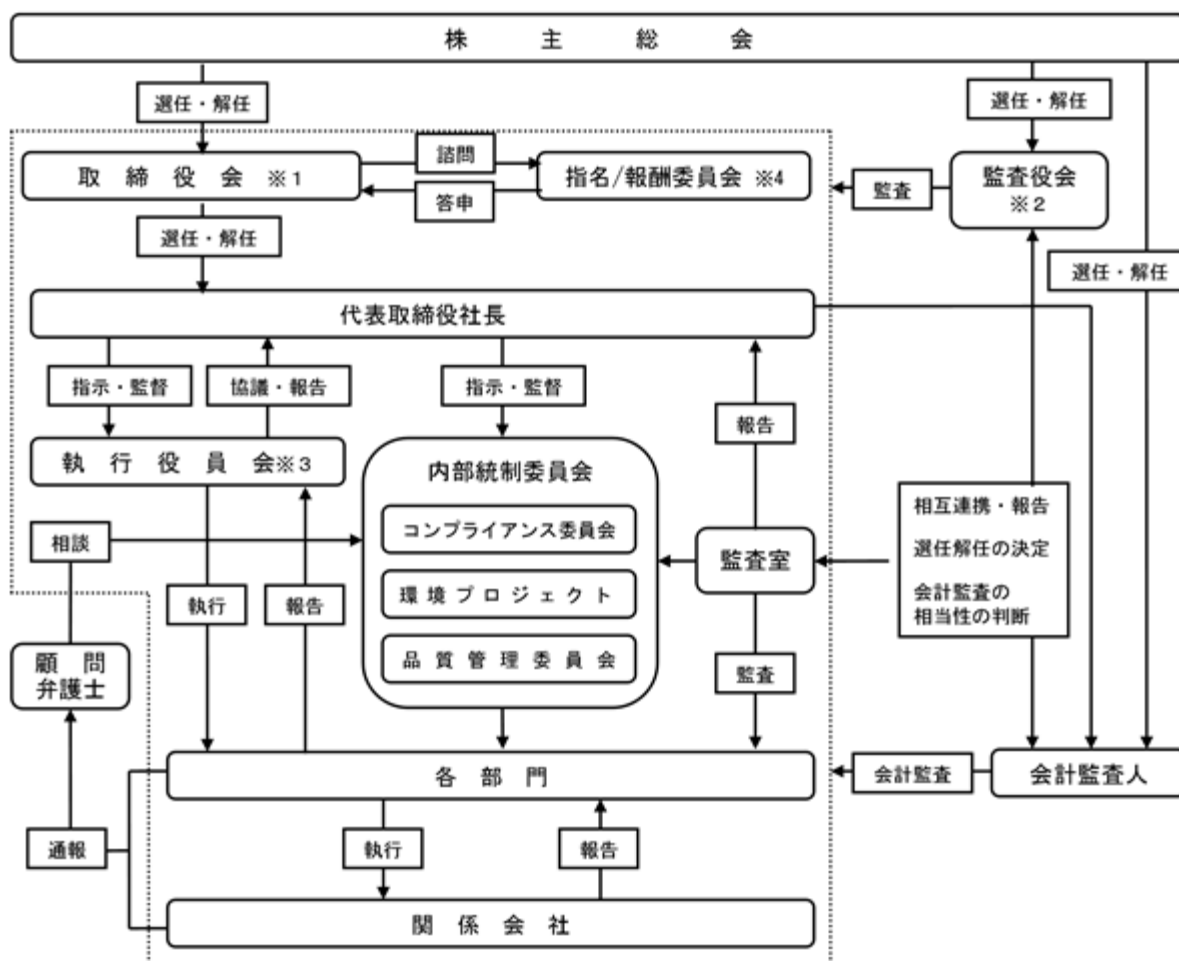 株主総会
選任・解任
選任・解任
取締役会 ※1
諮問
答申
指名/報酬委員会 ※4
監査
監査役会
※2
選任・解任
選任・解任
代表取締役社長
指示・監督
協議・報告
指示・監督
報告
執行役員会※3
内部統制委員会
コンプライアンス委員会
環境プロジェクト
品質管理委員会
監査室
相互連携・報告
選任解任の決定
会計監査の
相当性の判断
相談
執行
報告
監査
顧問
弁護士
各部門
会計監査
会計監査人
通報
執行
報告
関係会社